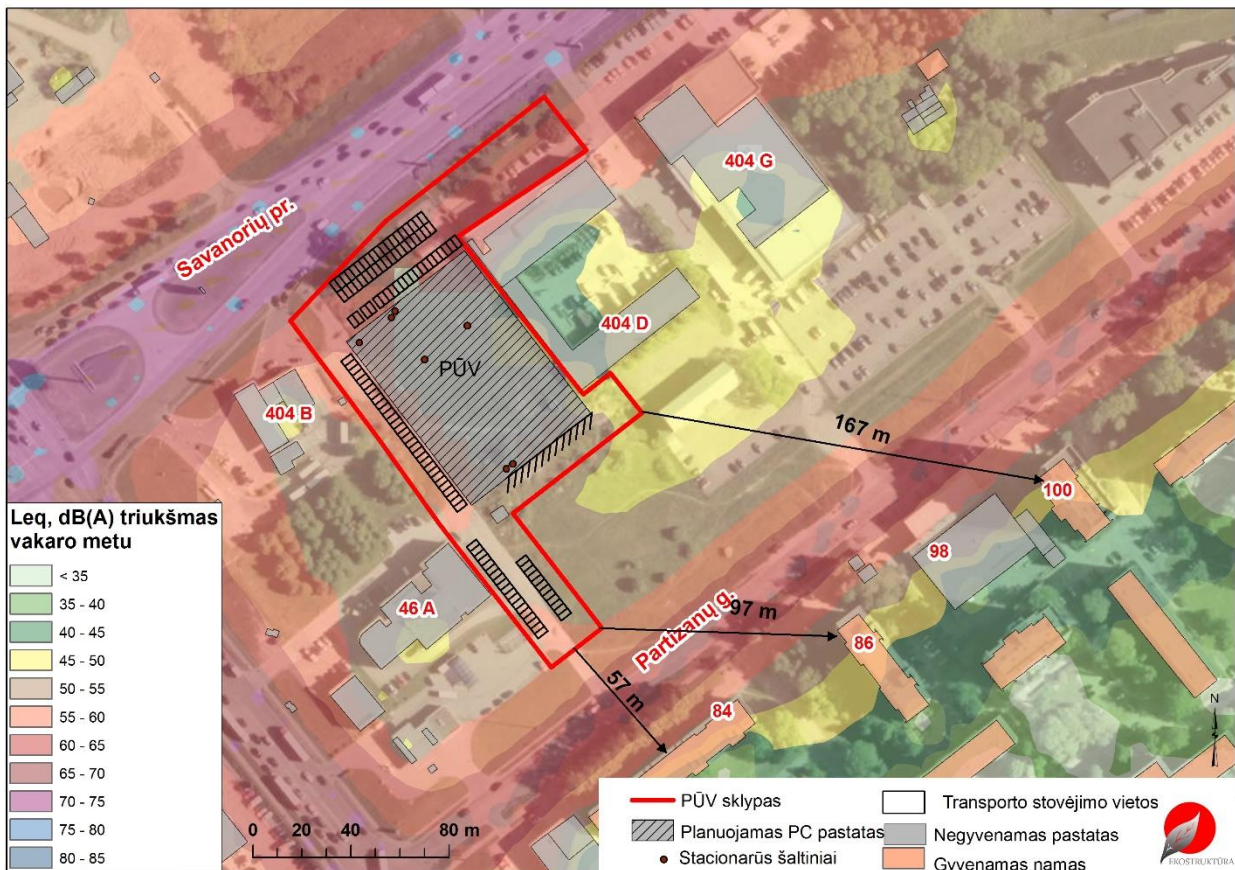 404 G
Savanorių pr.
404 D
PŪV
404 B
167 m
100
98
46 A
97 m
Partizanų g.
86
57 m
84
N
Leq, dB(A) triukšmas
vakaro metu
< 35
35 - 40
40 - 45
45 - 50
50 - 55
55 - 60
60 - 65
65 - 70
70 - 75
75 - 80
80 - 85
0 20 40 80 m
PŪV sklypas
Planuojamas PC pastatas
Stacionarūs šaltiniai
Transporto stovėjimo vietos
Negyvenamas pastatas
Gyvenamas namas
EKOSTRUKTŪRA